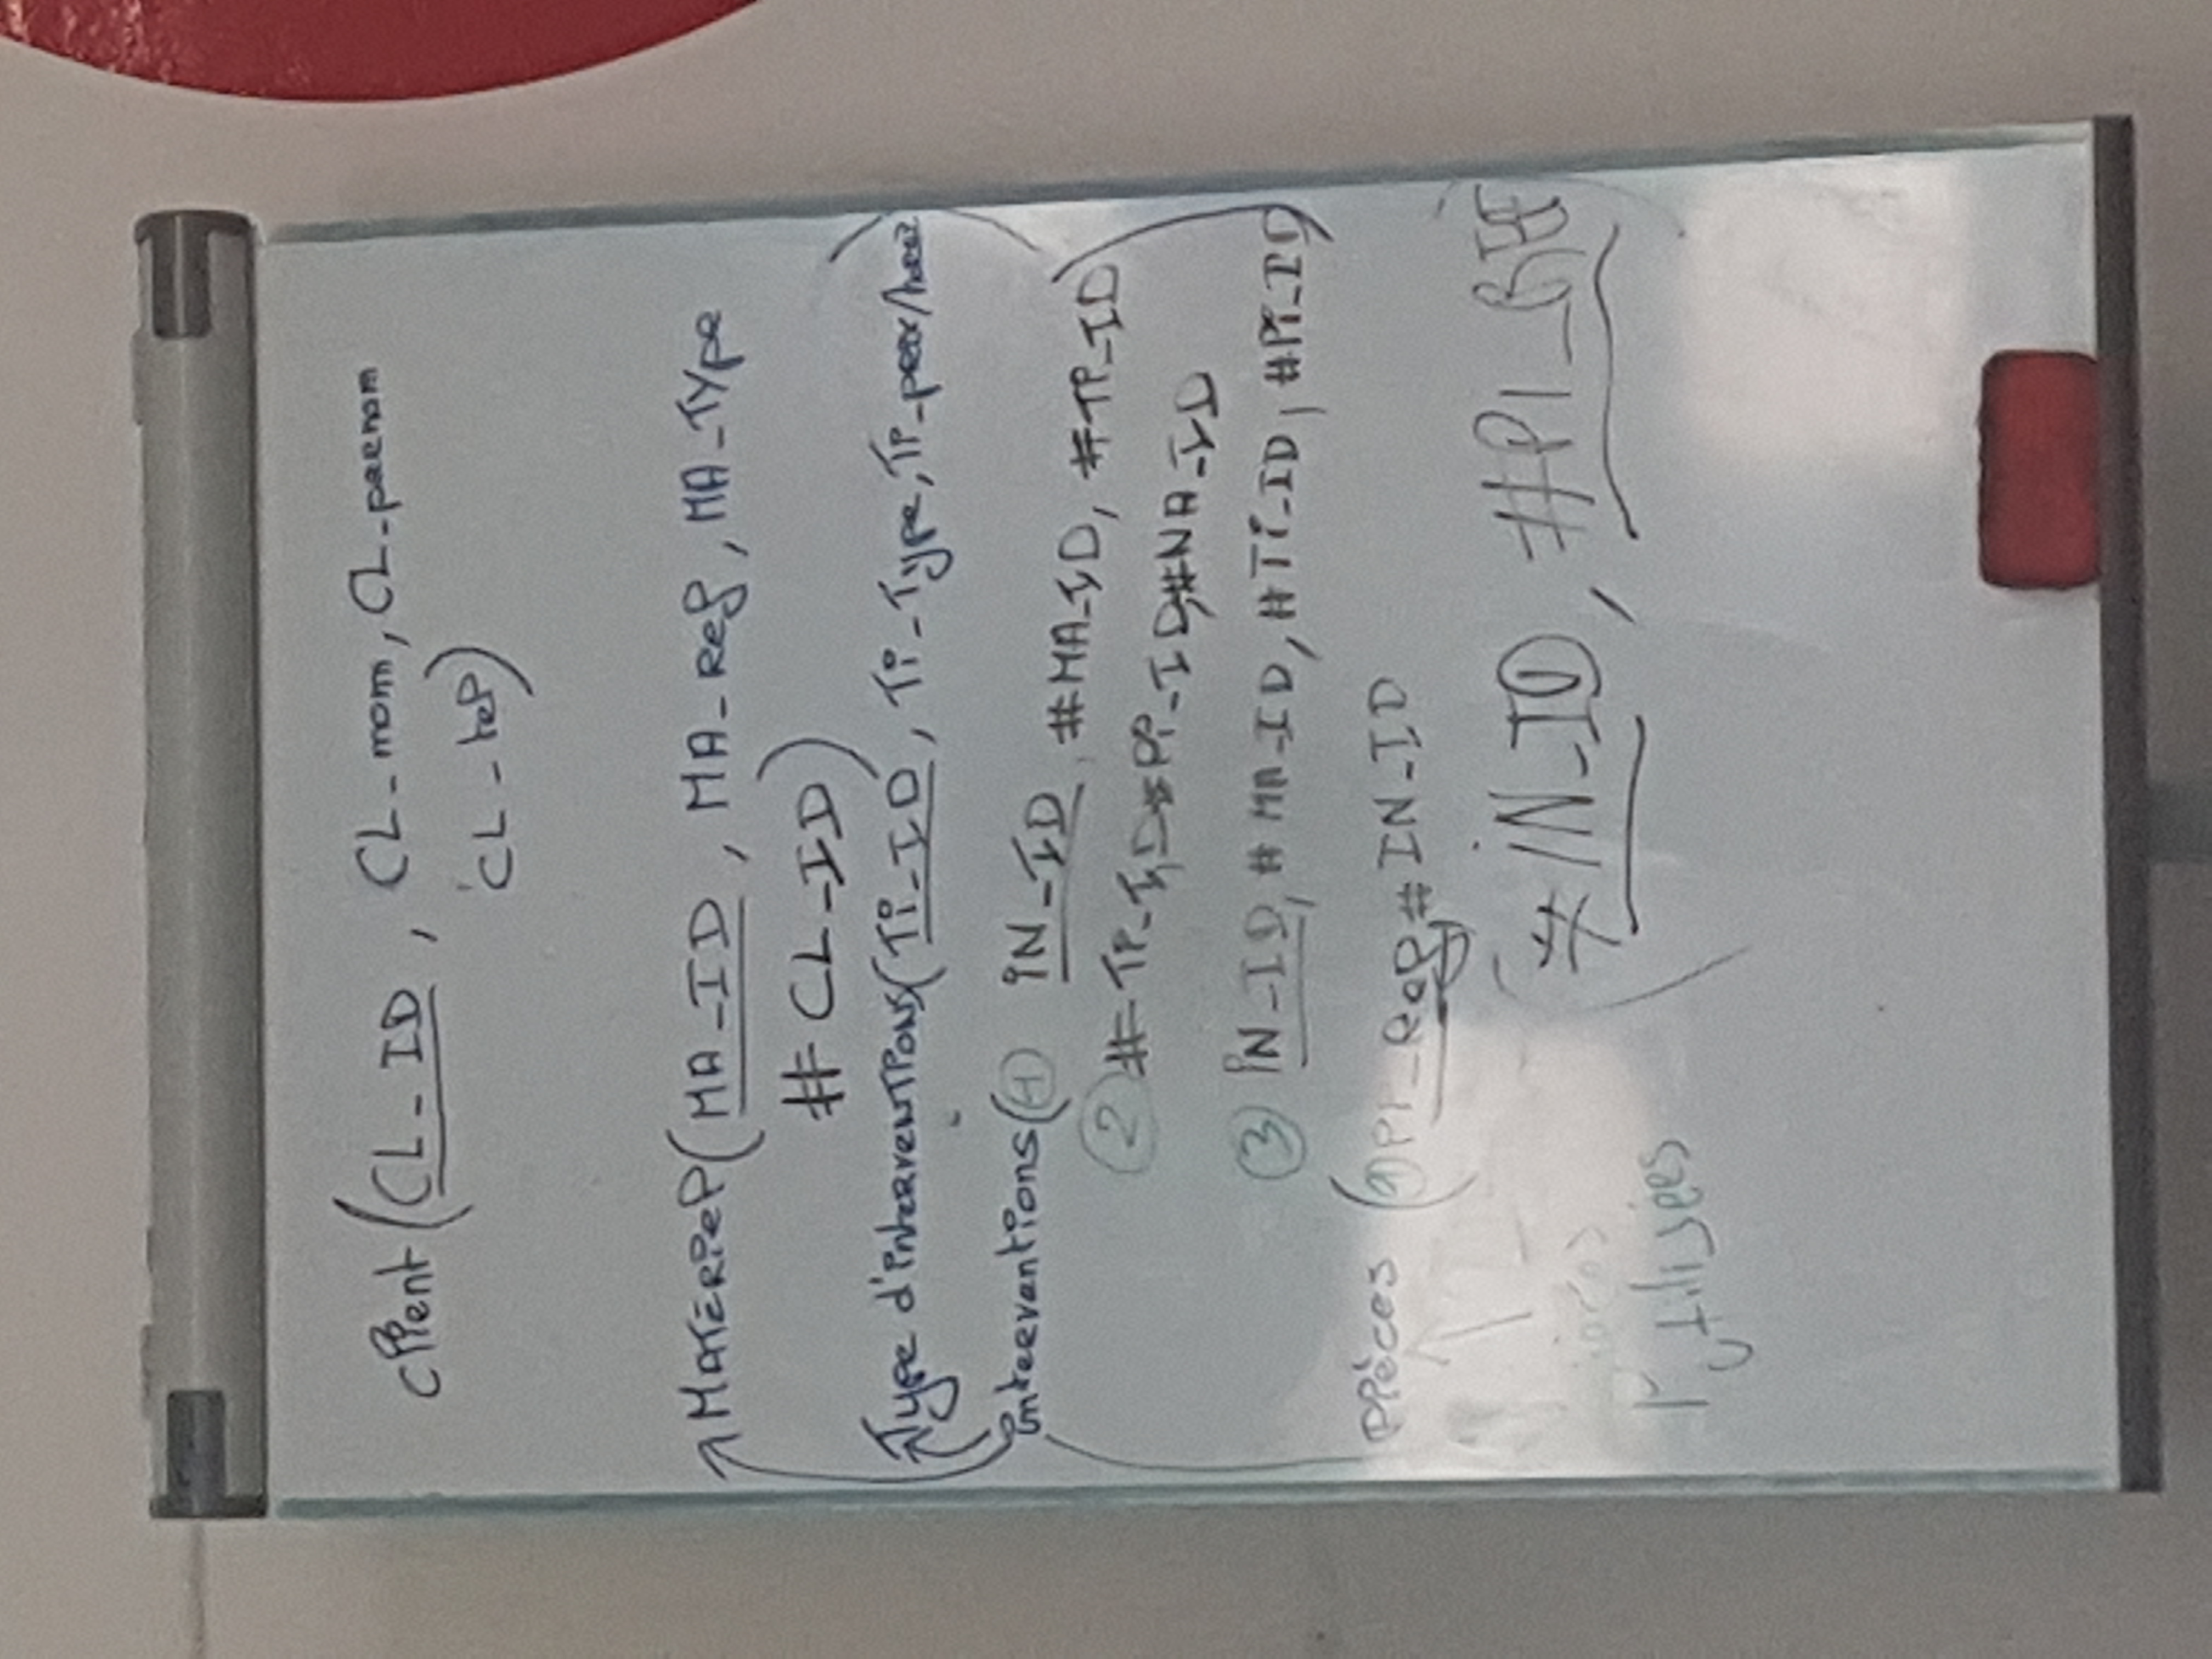 client (CL_ID, CL_nom, CL_prenom
CL_tel)
MATERiel (MA_ID, MA_Ref, MA_Type
# CL_ID)
Type d'interventions (Ti_ID, Ti_Type, Ti_prix/heure)
interventions (① iN_ID, #MA_ID, #Ti_ID
② # Ti_ID, #Pi_ID, #MA_ID
③ iN_ID, # MA_ID, #Ti_ID, #Pi_ID)
pièces (① Pi_Ref, # IN_ID
(#iN_ID, #PI_REF)
utilisées